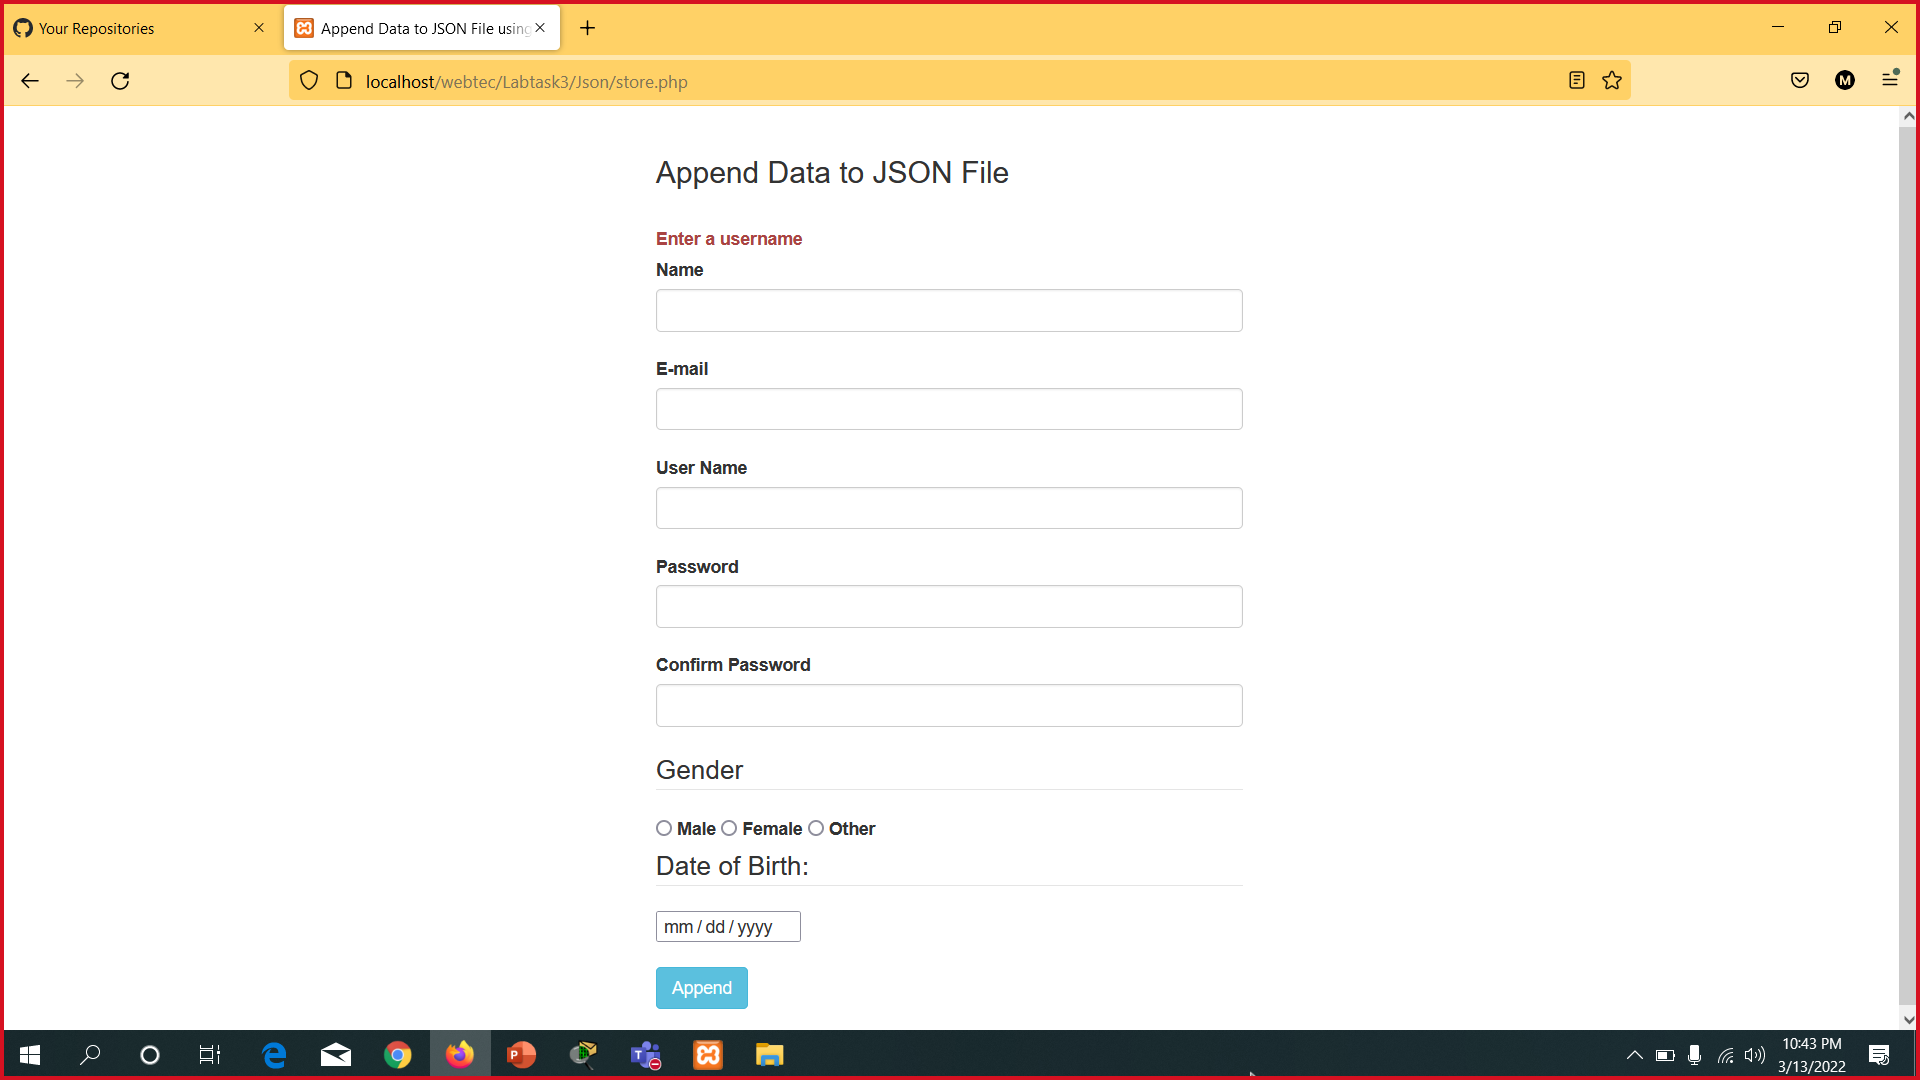 Your Repositories
Append Data to JSON File using
localhost/webtec/Labtask3/Json/store.php
M
Append Data to JSON File
Enter a username
Name
E-mail
User Name
Password
Confirm Password
Gender
Male Female Other
Date of Birth:
mm / dd / yyyy
Append
10:43 PM
3/13/2022